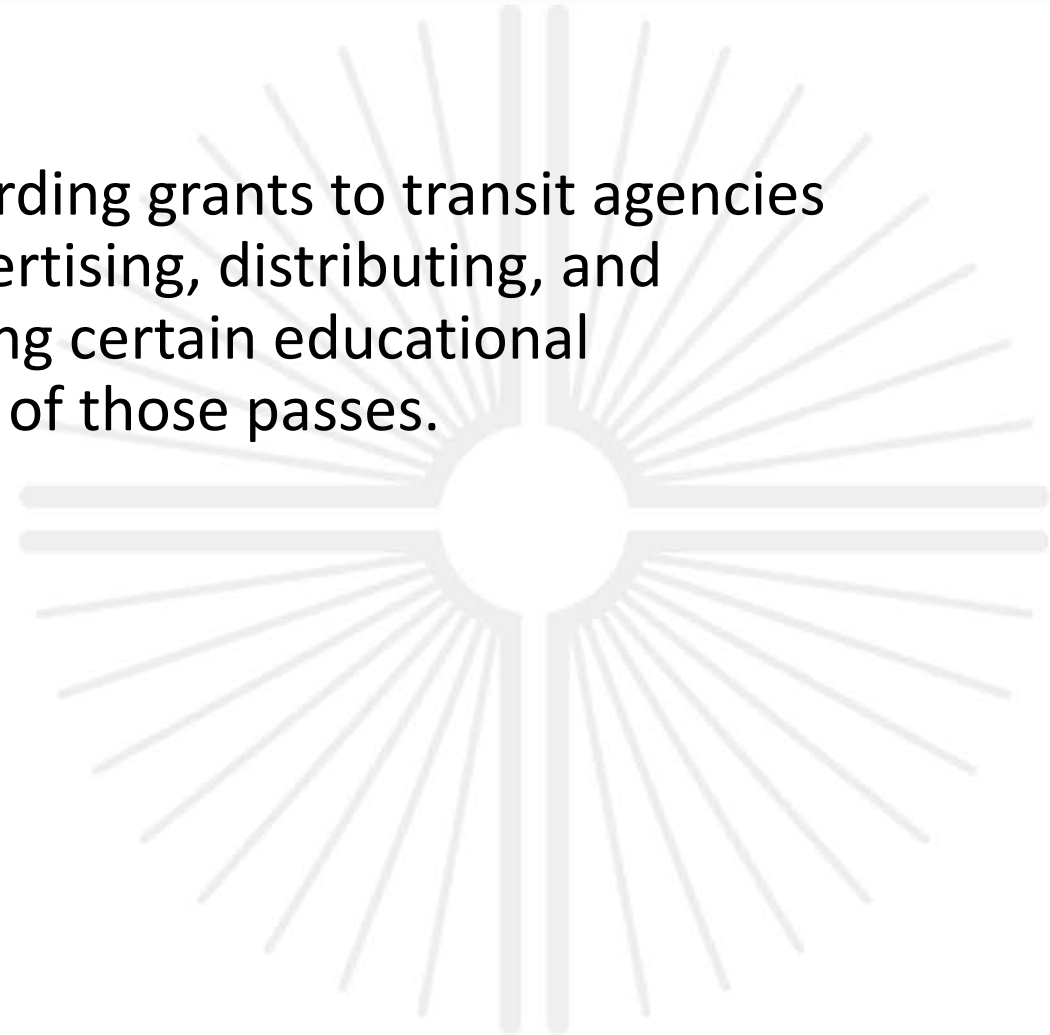 rding grants to transit agencies
ertising, distributing, and
ng certain educational
of those passes.